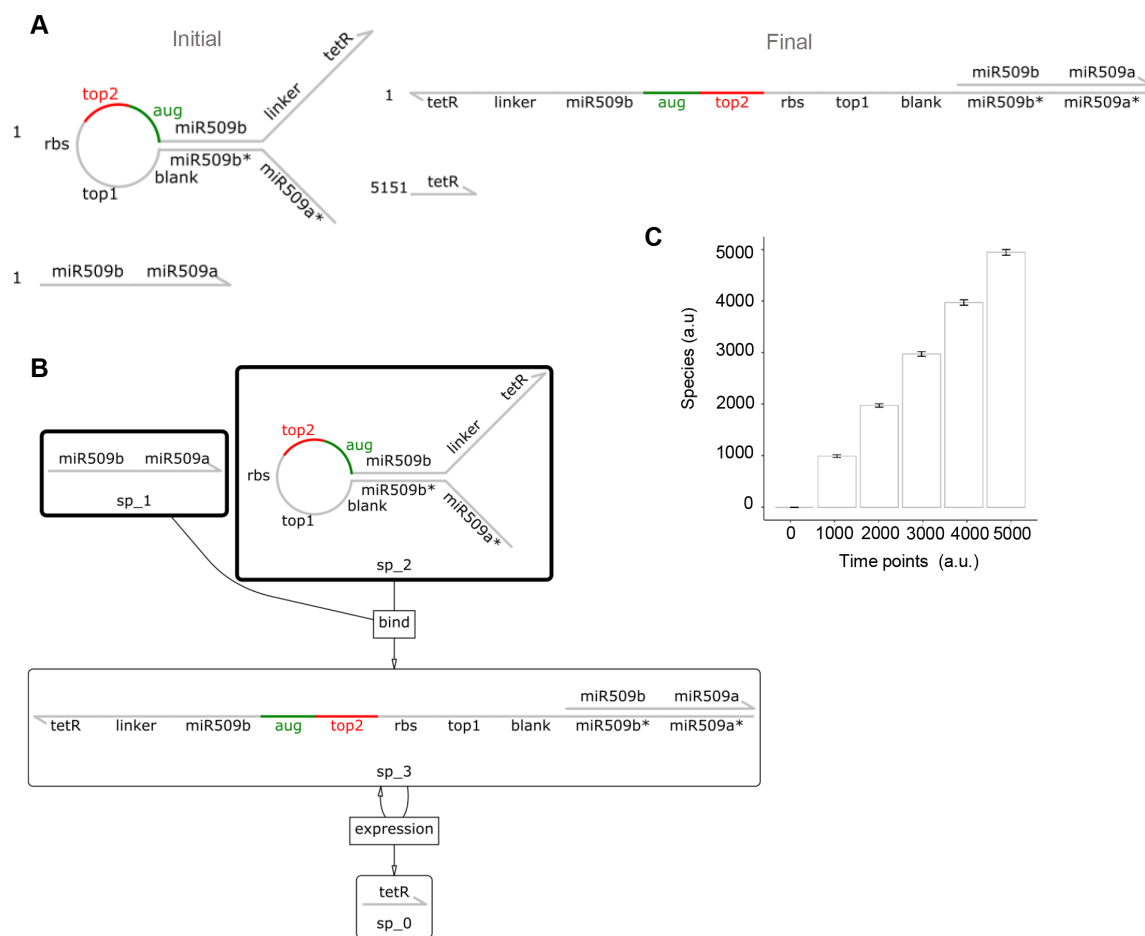 A
Initial
Final
tetR
linker
top2
aug
miR509b
1
rbs
miR509b*
blank
top1
miR509a*
1
miR509b miR509a
miR509b miR509a
1
tetR linker miR509b aug top2 rbs top1 blank miR509b* miR509a*
5151 tetR
B
miR509b miR509a
sp_1
tetR
linker
top2
aug
miR509b
rbs
miR509b*
blank
top1
miR509a*
sp_2
bind
miR509b miR509a
tetR linker miR509b aug top2 rbs top1 blank miR509b* miR509a*
sp_3
expression
tetR
sp_0
C
Species (a.u)
5000
4000
3000
2000
1000
0
0 1000 2000 3000 4000 5000
Time points (a.u.)